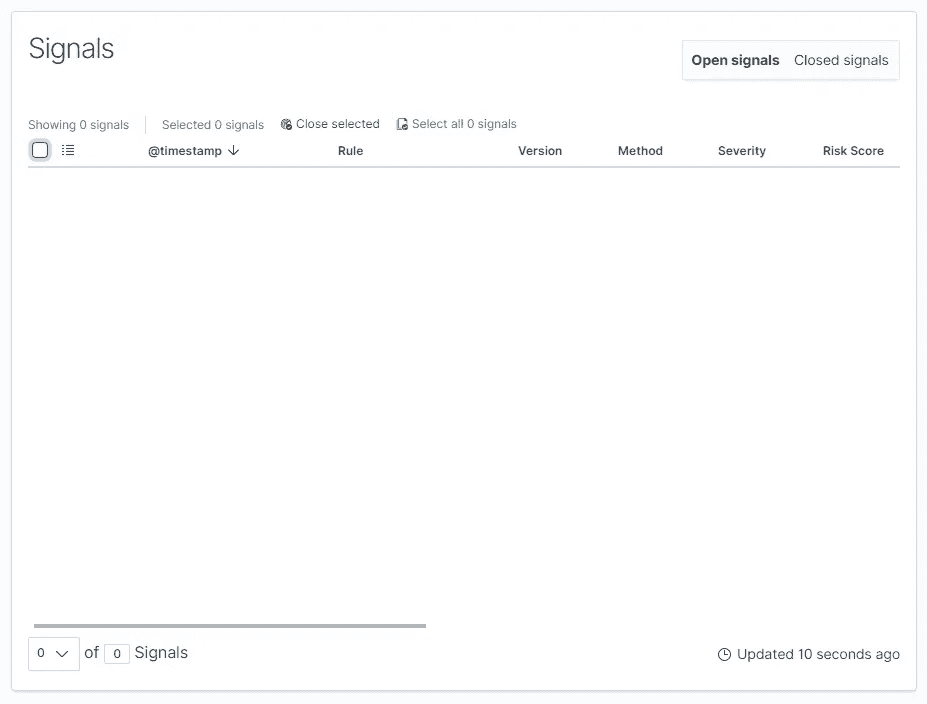 Signals
Open signals Closed signals
Showing 0 signals Selected 0 signals Close selected Select all 0 signals
@timestamp Rule Version Method Severity Risk Score
0 of 0 Signals Updated 10 seconds ago